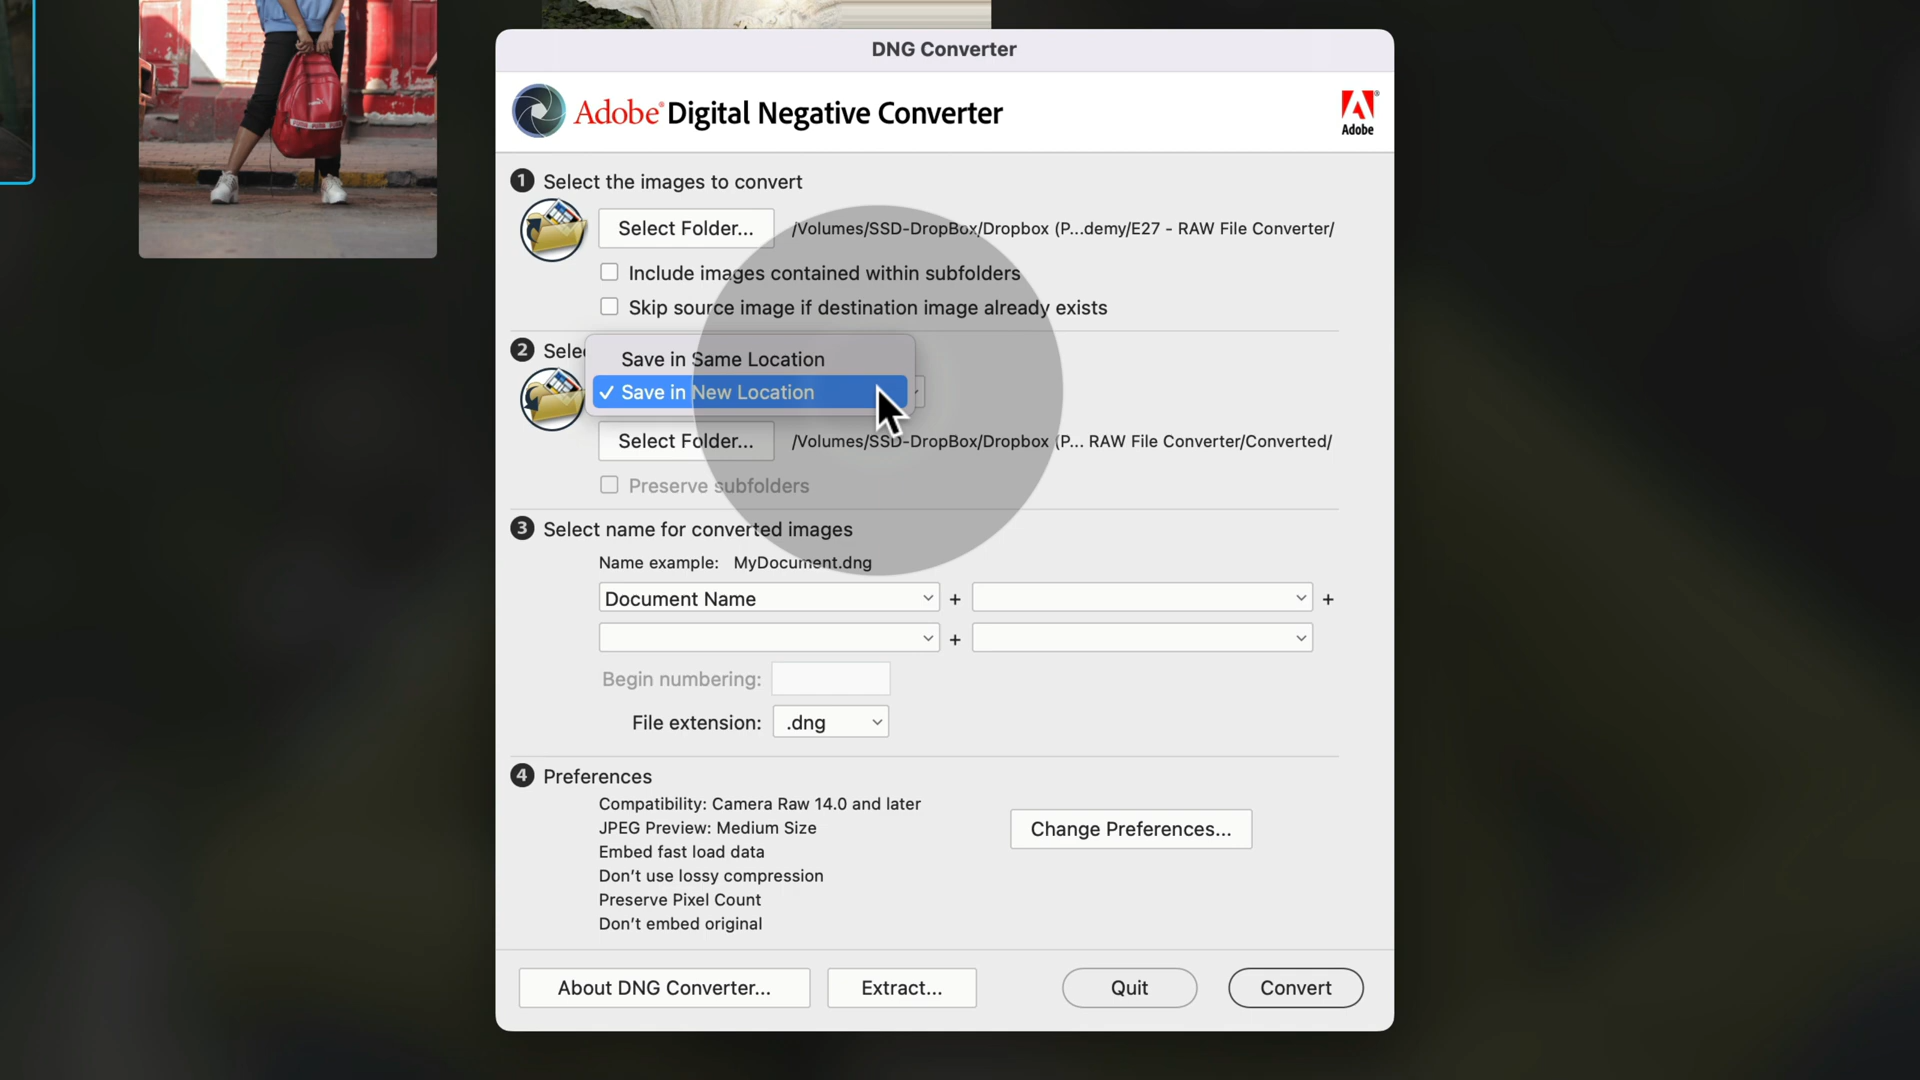 DNG Converter
Adobe® Digital Negative Converter
Adobe
1 Select the images to convert
Select Folder... /Volumes/SSD-DropBox/Dropbox (P...demy/E27 - RAW File Converter/
Include images contained within subfolders
Skip source image if destination image already exists
2 Sele
Save in Same Location
✓ Save in New Location
Select Folder... /Volumes/SSD-DropBox/Dropbox (P... RAW File Converter/Converted/
Preserve subfolders
3 Select name for converted images
Name example: MyDocument.dng
Document Name + +
+
Begin numbering:
File extension: .dng
4 Preferences
Compatibility: Camera Raw 14.0 and later
JPEG Preview: Medium Size
Change Preferences...
Embed fast load data
Don't use lossy compression
Preserve Pixel Count
Don't embed original
About DNG Converter... Extract... Quit Convert